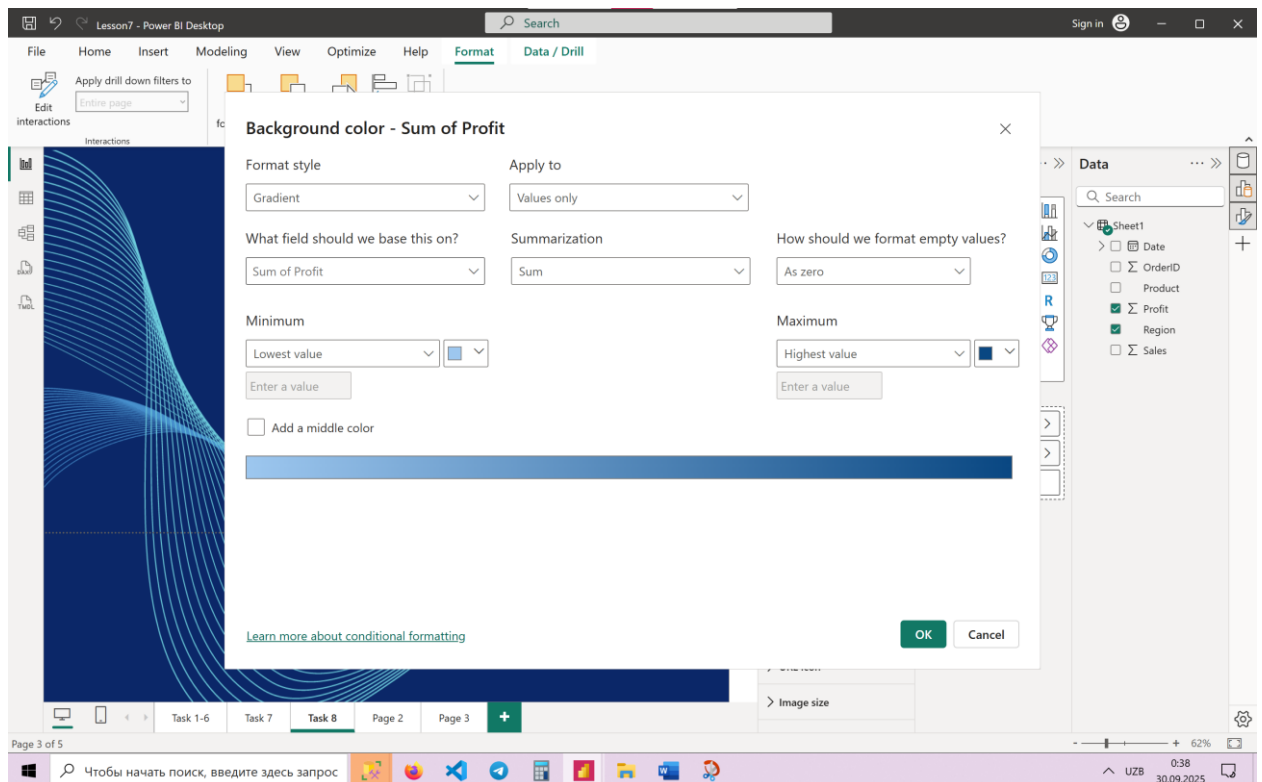 Lesson7 - Power BI Desktop
Search
Sign in
File Home Insert Modeling View Optimize Help Format Data / Drill
Edit interactions
Apply drill down filters to
Entire page
Interactions
Background color - Sum of Profit
Format style
Apply to
Gradient
Values only
What field should we base this on?
Summarization
How should we format empty values?
Sum of Profit
Sum
As zero
Minimum
Maximum
Lowest value
Highest value
Enter a value
Enter a value
Add a middle color
Learn more about conditional formatting
OK
Cancel
Data
Search
Sheet1
Date
OrderID
Product
Profit
Region
Sales
123
R
DAX
TMDL
Image size
Task 1-6
Task 7
Task 8
Page 2
Page 3
Page 3 of 5
62%
Чтобы начать поиск, введите здесь запрос
UZB
0:38
30.09.2025